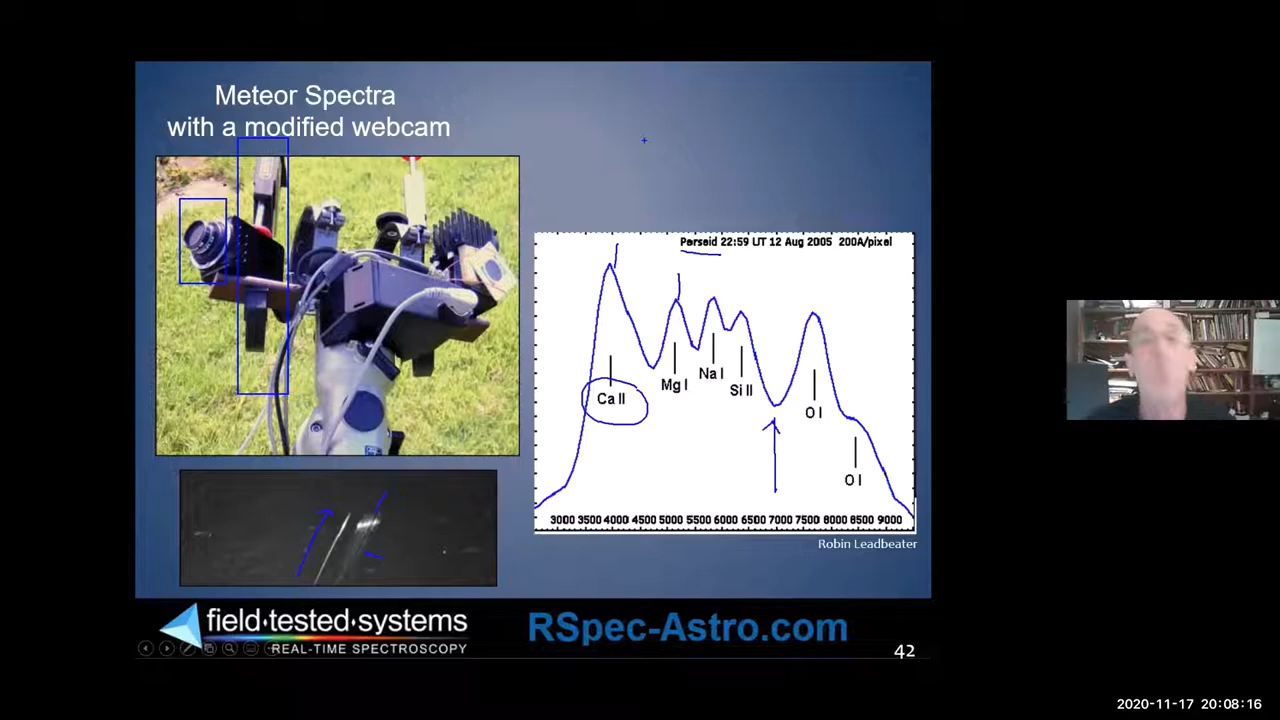 Meteor Spectra
with a modified webcam
Perseid 22:59 UT 12 Aug 2005 200A/pixel
Ca II
Mg I
Na I
Si II
O I
O I
3000 3500 4000 4500 5000 5500 6000 6500 7000 7500 8000 8500 9000
Robin Leadbeater
field·tested·systems
REAL-TIME SPECTROSCOPY
RSpec-Astro.com
42
2020-11-17 20:08:16